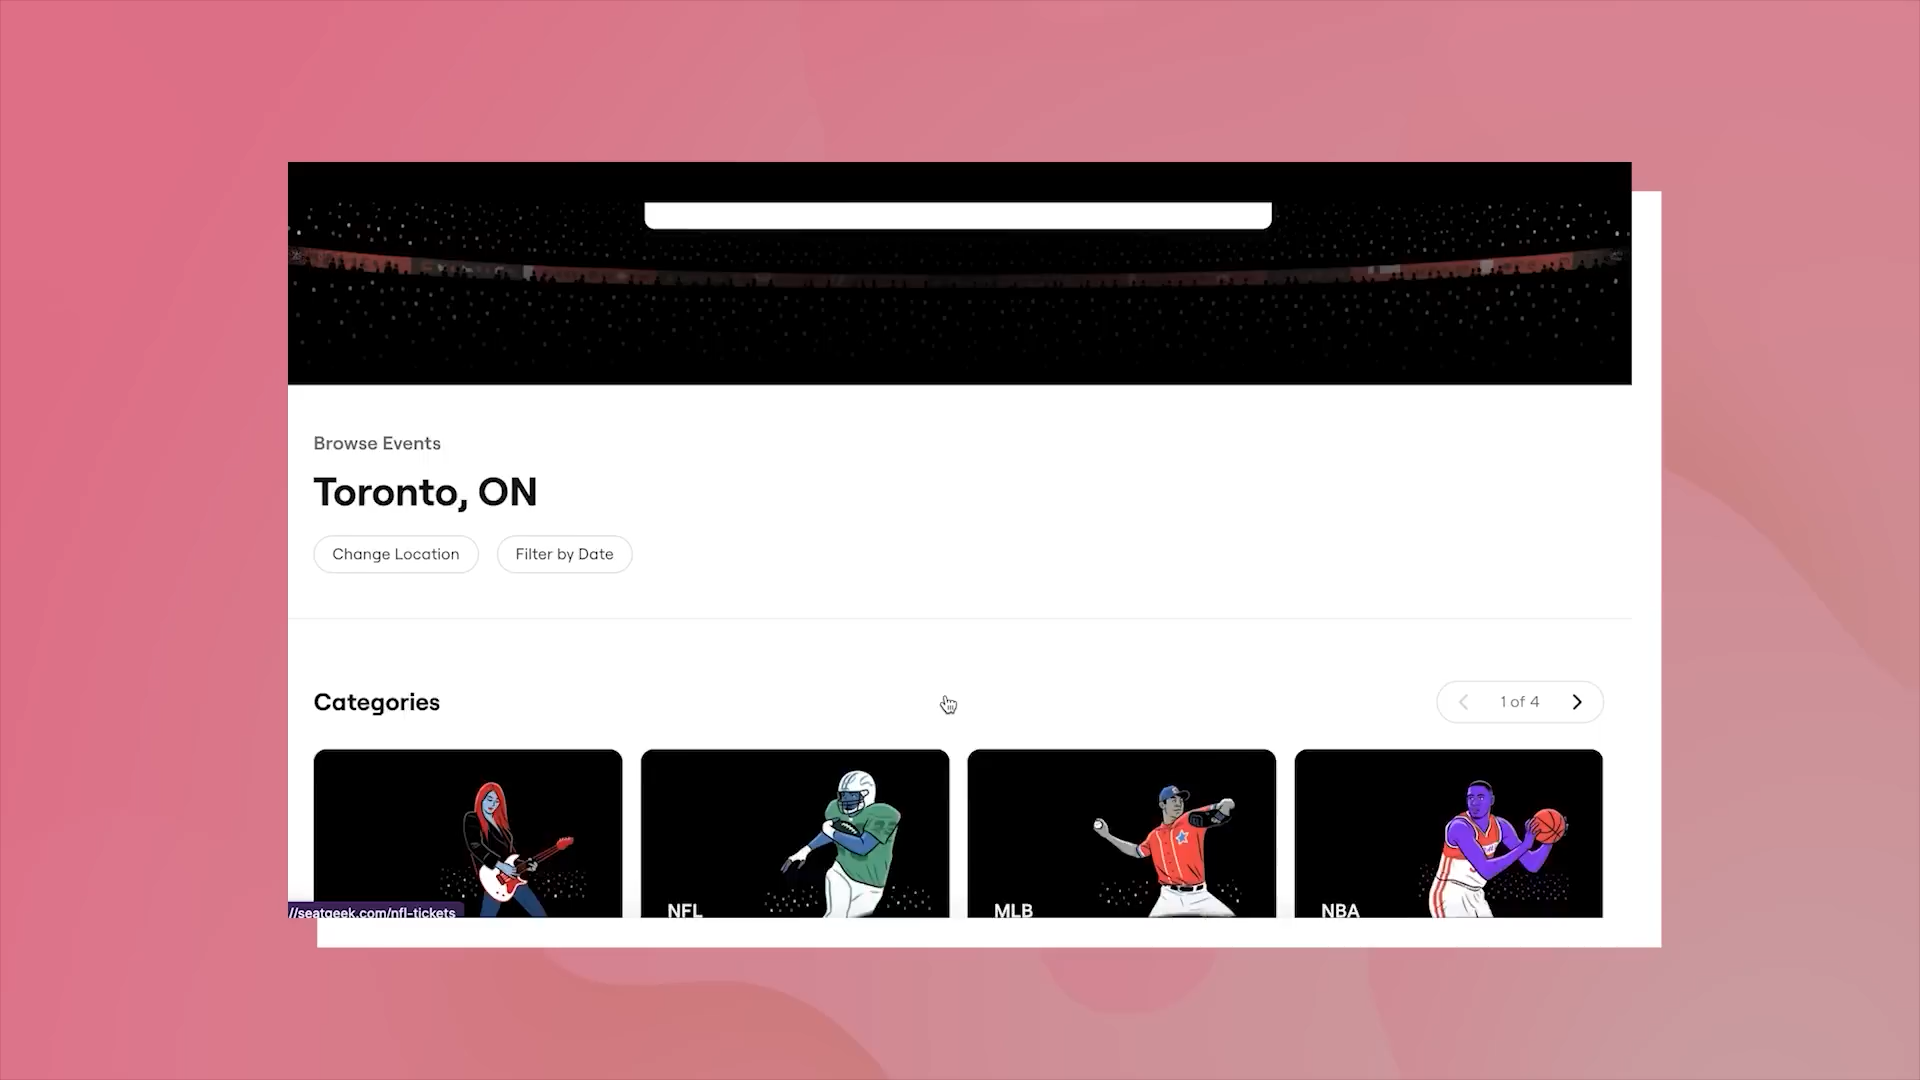 Browse Events
Toronto, ON
Change Location
Filter by Date
Categories
1 of 4
NFL
MLB
NBA
//seatgeek.com/nfl-tickets